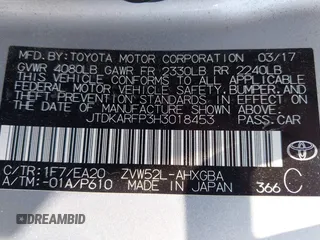 MFD. BY: TOYOTA MOTOR CORPORATION 03/17
GVWR 4080LB GAWR FR 2330LB RR 2240LB
THIS VEHICLE CONFORMS TO ALL APPLICABLE
FEDERAL MOTOR VEHICLE SAFETY, BUMPER, AND
THEFT PREVENTION STANDARDS IN EFFECT ON THE DATE OF
MANUFACTURE SHOWN ABOVE.
JTDKARFP3H3018453 PASS.CAR
C/TR: 1F7/EA20 ZVW52L-AHXGBA
A/TM: -01A/P610 MADE IN JAPAN
366 C
TOYOTA
© 1FINDBID